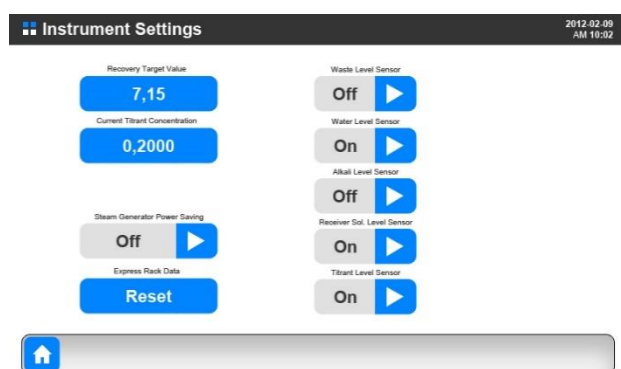 Instrument Settings
2012-02-09
AM 10:02
Recovery Target Value
7,15
Current Titrant Concentration
0,2000
Steam Generator Power Saving
Off
Express Rack Data
Reset
Waste Level Sensor
Off
Water Level Sensor
On
Alkali Level Sensor
Off
Receiver Sol. Level Sensor
On
Titrant Level Sensor
On